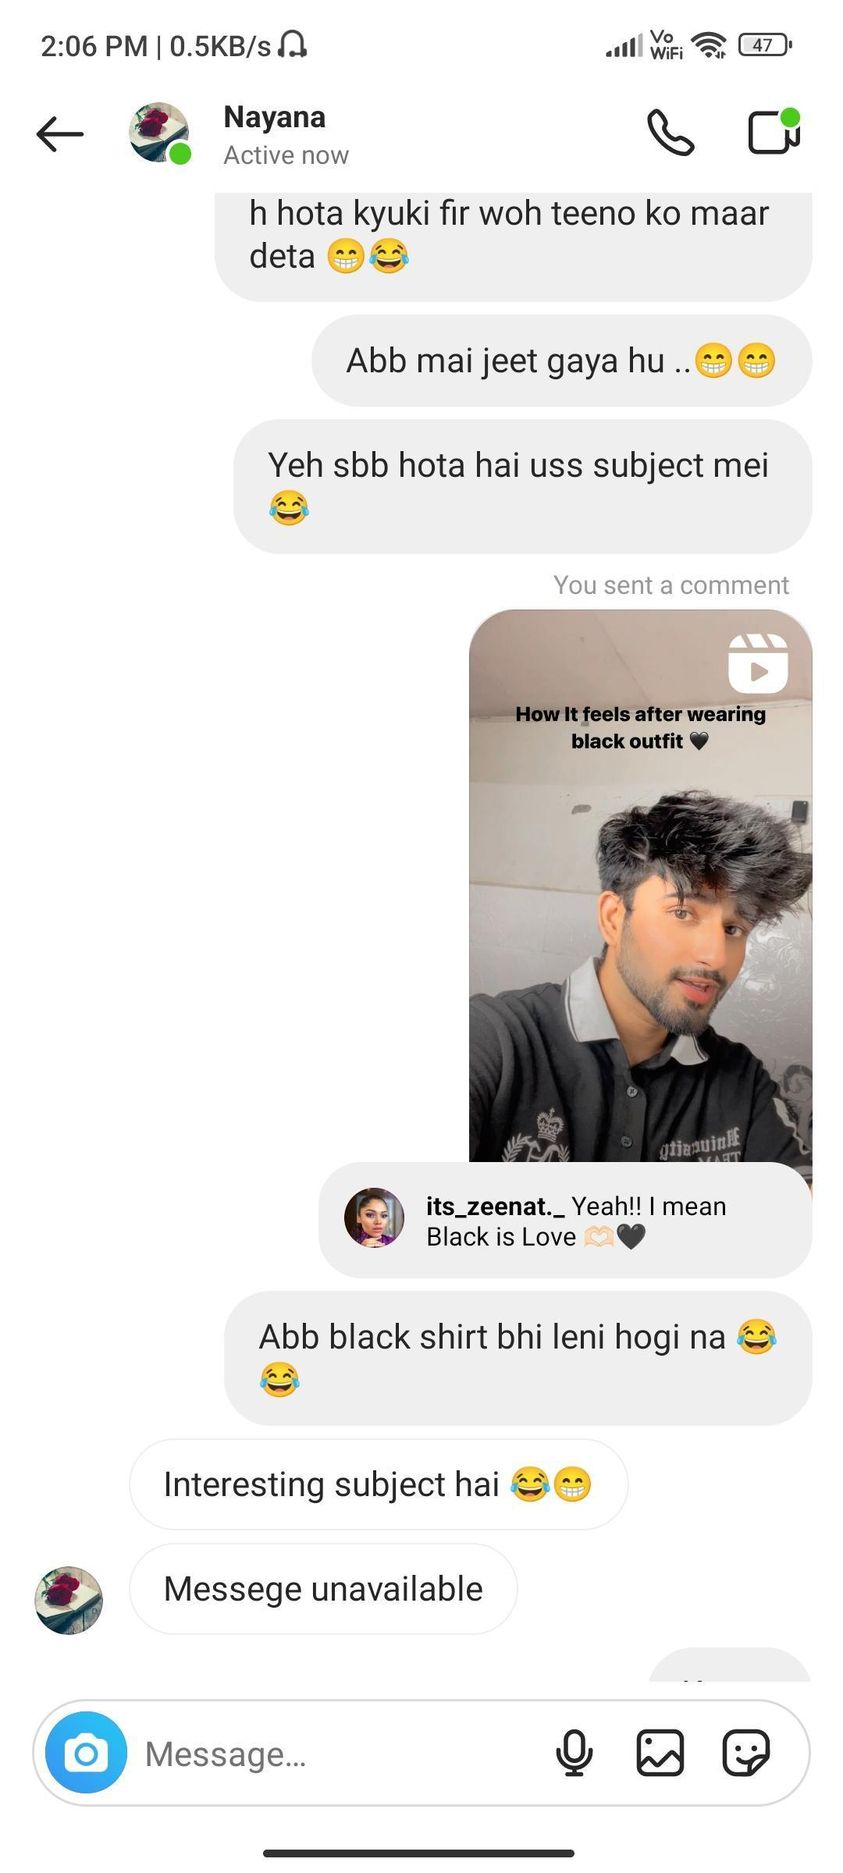 2:06 PM | 0.5KB/s
Vo
WiFi
47
Nayana
Active now
h hota kyuki fir woh teeno ko maar
deta 😁😂
Abb mai jeet gaya hu ..😁😁
Yeh sbb hota hai uss subject mei
😂
You sent a comment
How It feels after wearing
black outfit 🖤
its_zeenat._ Yeah!! I mean
Black is Love 🫶🏻🖤
Abb black shirt bhi leni hogi na 😂
😂
Interesting subject hai 😂😁
Messege unavailable
Message...